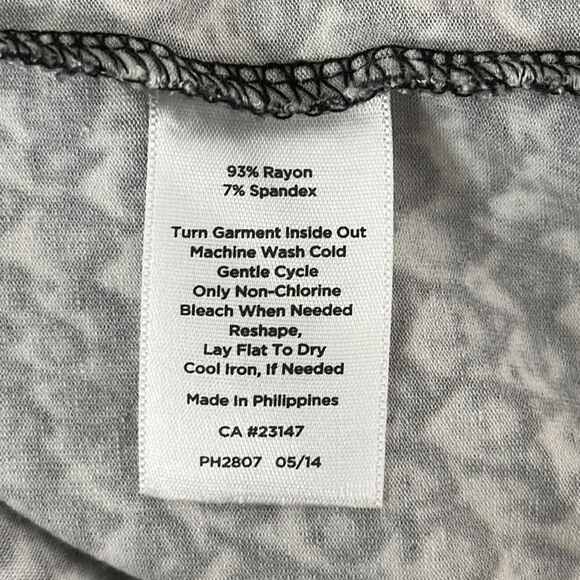 93% Rayon
7% Spandex
Turn Garment Inside Out
Machine Wash Cold
Gentle Cycle
Only Non-Chlorine
Bleach When Needed
Reshape,
Lay Flat To Dry
Cool Iron, If Needed
Made In Philippines
CA #23147
PH2807 05/14